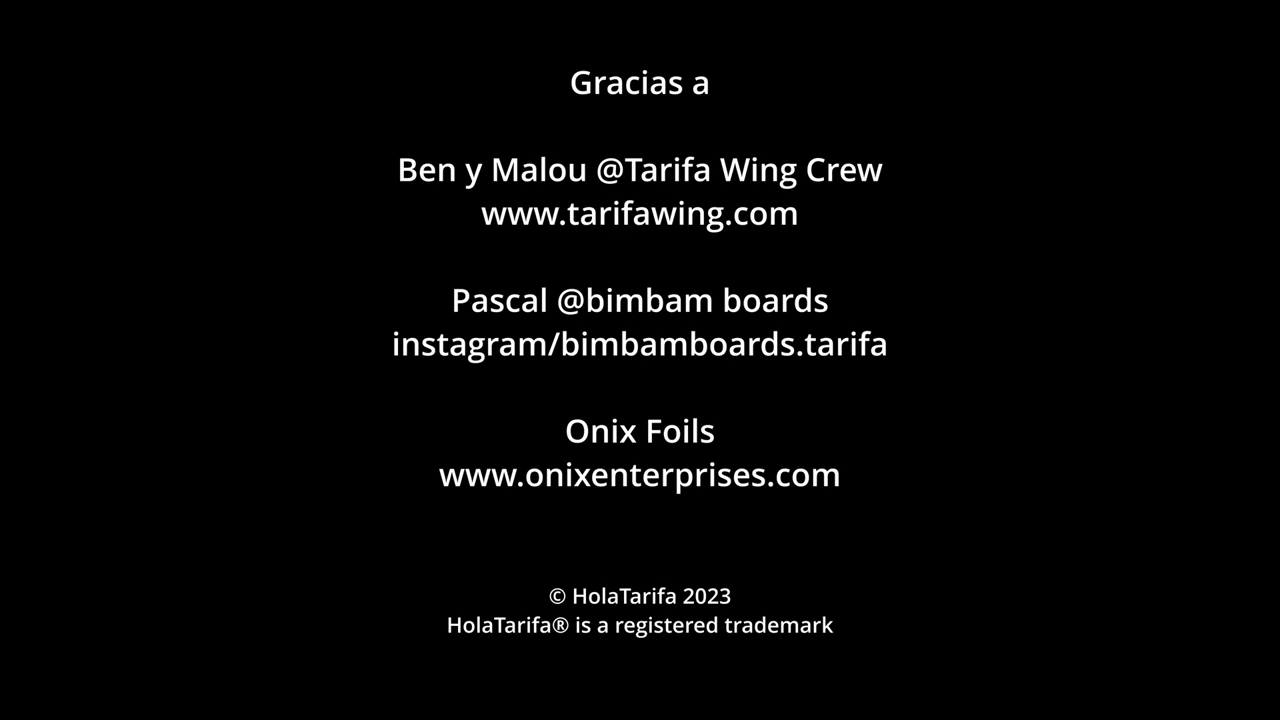 Gracias a
Ben y Malou @Tarifa Wing Crew
www.tarifawing.com
Pascal @bimbam boards
instagram/bimbamboards.tarifa
Onix Foils
www.onixenterprises.com
© HolaTarifa 2023
HolaTarifa® is a registered trademark